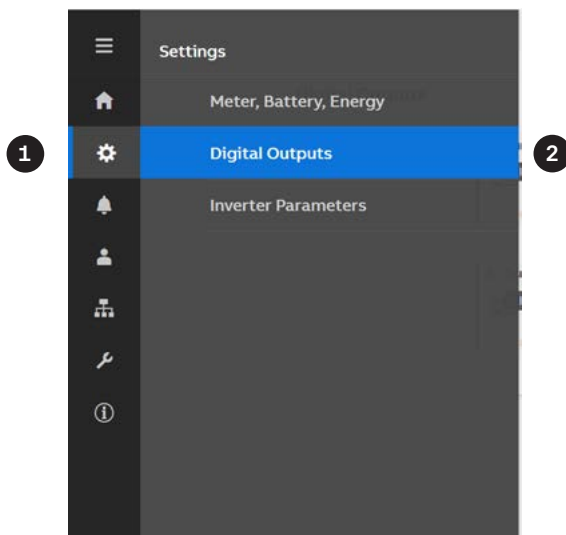 Settings
Meter, Battery, Energy
1
Digital Outputs
2
Inverter Parameters